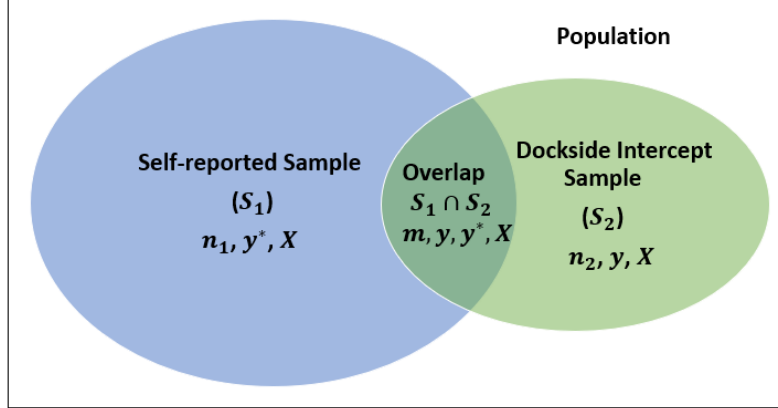 Population
Self-reported Sample
(S₁)
n₁, y*, X
Overlap
S₁ ∩ S₂
m, y, y*, X
Dockside Intercept
Sample
(S₂)
n₂, y, X